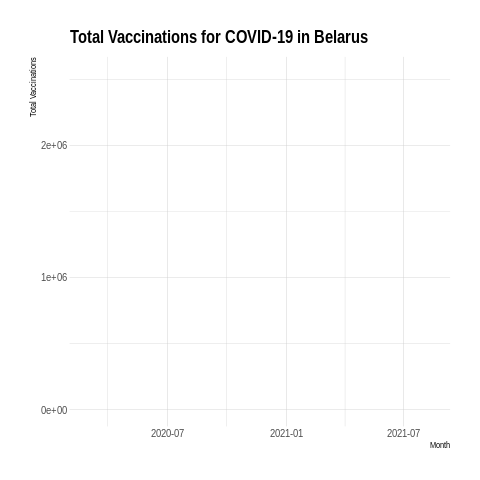 Total Vaccinations for COVID-19 in Belarus
Total Vaccinations
2e+06
1e+06
0e+00
2020-07 2021-01 2021-07
Month